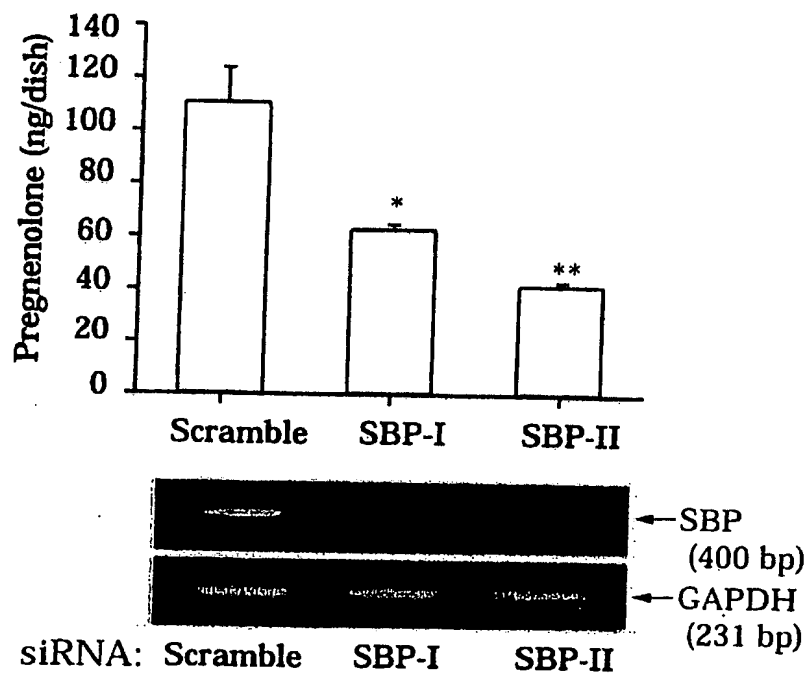 Pregnenolone (ng/dish)
140
120
100
80
60
40
20
0
*
**
Scramble SBP-I SBP-II
SBP
(400 bp)
GAPDH
(231 bp)
siRNA: Scramble SBP-I SBP-II